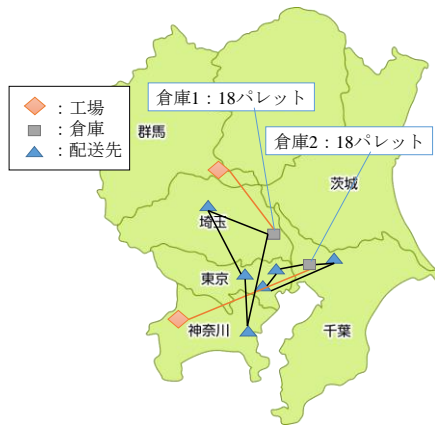 倉庫1：18パレット
：工場
：倉庫
：配送先
群馬
倉庫2：18パレット
茨城
埼玉
東京
神奈川
千葉